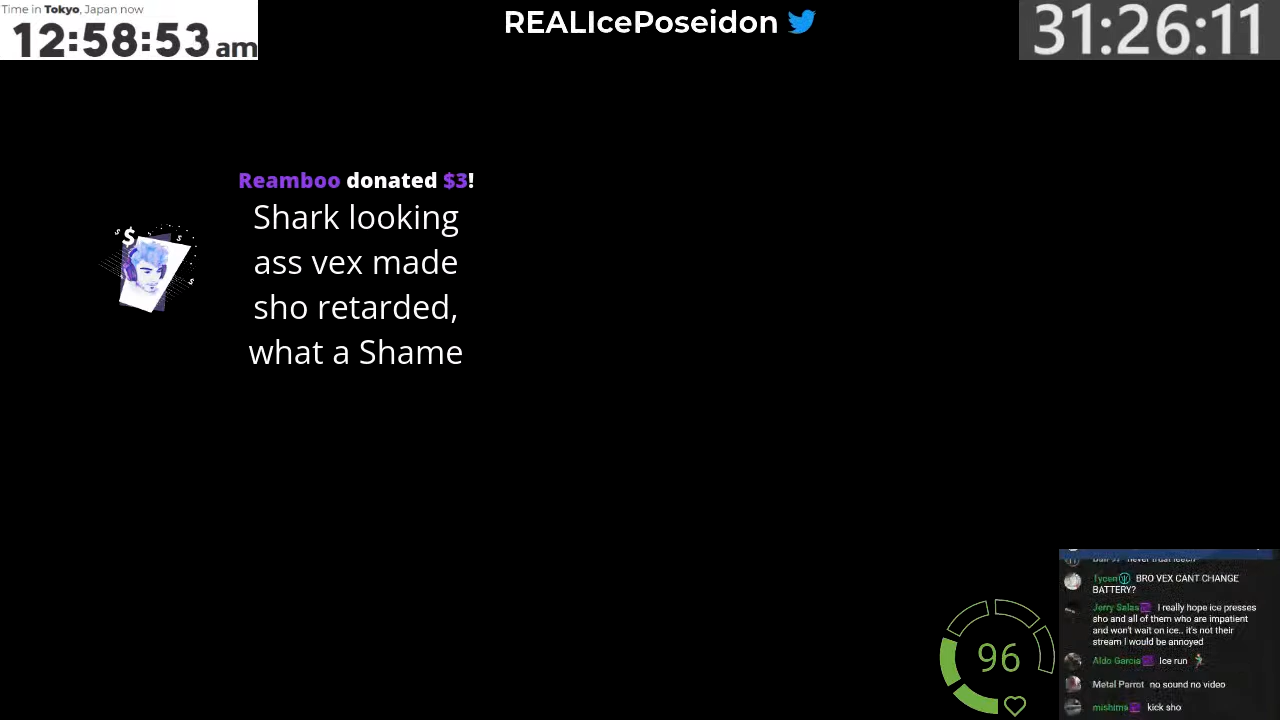 Time in Tokyo, Japan now
12:58:53 am
REALIcePoseidon
31:26:11
Reamboo donated $3!
Shark looking
ass vex made
sho retarded,
what a Shame
96
never trust
Tycen BRO VEX CANT CHANGE
BATTERY?
Jerry Salas I really hope ice presses
sho and all of them who are impatient
and won't wait on ice.. it's not their
stream I would be annoyed
Aldo Garcia Ice run
Metal Parrot no sound no video
mishima kick sho